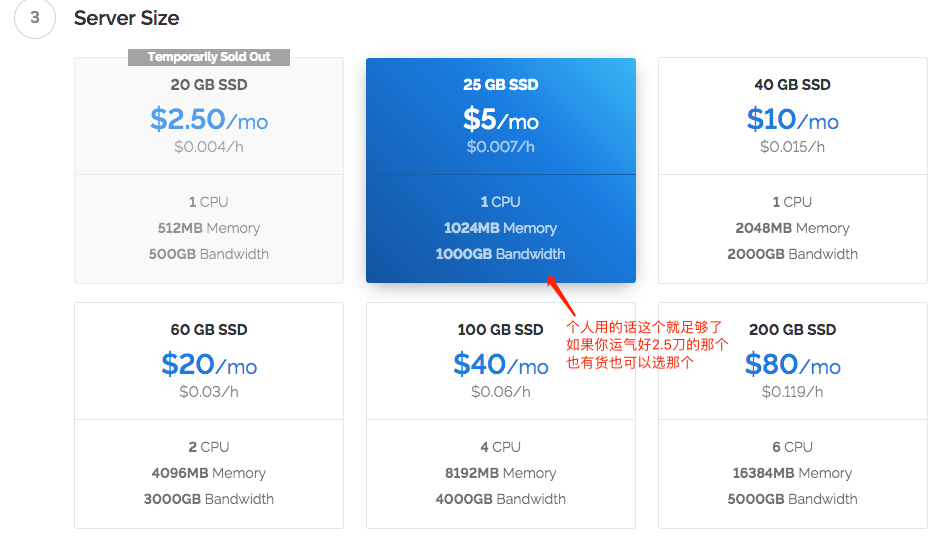 3
Server Size
Temporarily Sold Out
20 GB SSD
$2.50/mo
$0.004/h
1 CPU
512MB Memory
500GB Bandwidth
25 GB SSD
$5/mo
$0.007/h
1 CPU
1024MB Memory
1000GB Bandwidth
40 GB SSD
$10/mo
$0.015/h
1 CPU
2048MB Memory
2000GB Bandwidth
个人用的话这个就足够了
如果你运气好2.5刀的那个
也有货也可以选那个
60 GB SSD
$20/mo
$0.03/h
2 CPU
4096MB Memory
3000GB Bandwidth
100 GB SSD
$40/mo
$0.06/h
4 CPU
8192MB Memory
4000GB Bandwidth
200 GB SSD
$80/mo
$0.119/h
6 CPU
16384MB Memory
5000GB Bandwidth